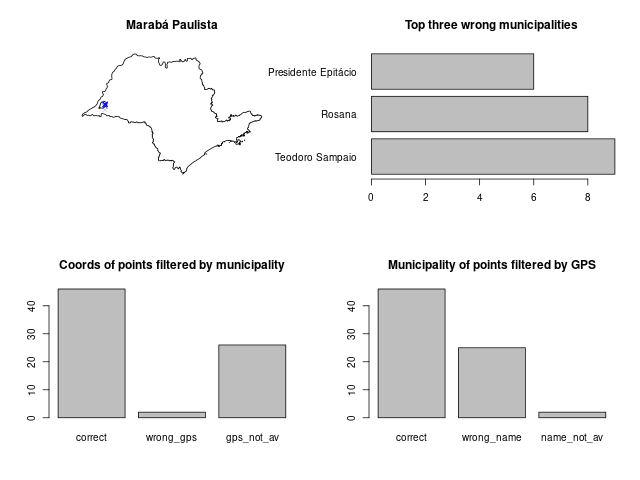 Marabá Paulista
Top three wrong municipalities
Presidente Epitácio
Rosana
Teodoro Sampaio
0 2 4 6 8
Coords of points filtered by municipality
0 10 20 30 40
correct wrong_gps gps_not_av
Municipality of points filtered by GPS
0 10 20 30 40
correct wrong_name name_not_av